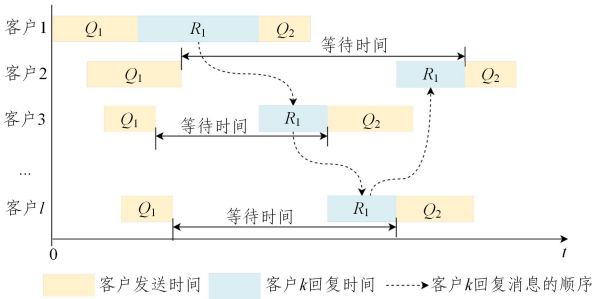 客户1 Q1 R1 Q2
等待时间
客户2 Q1 R1 Q2
客户3 Q1 等待时间 R1 Q2
...
客户l Q1 等待时间 R1 Q2
0 t
客户发送时间 客户k回复时间 客户k回复消息的顺序